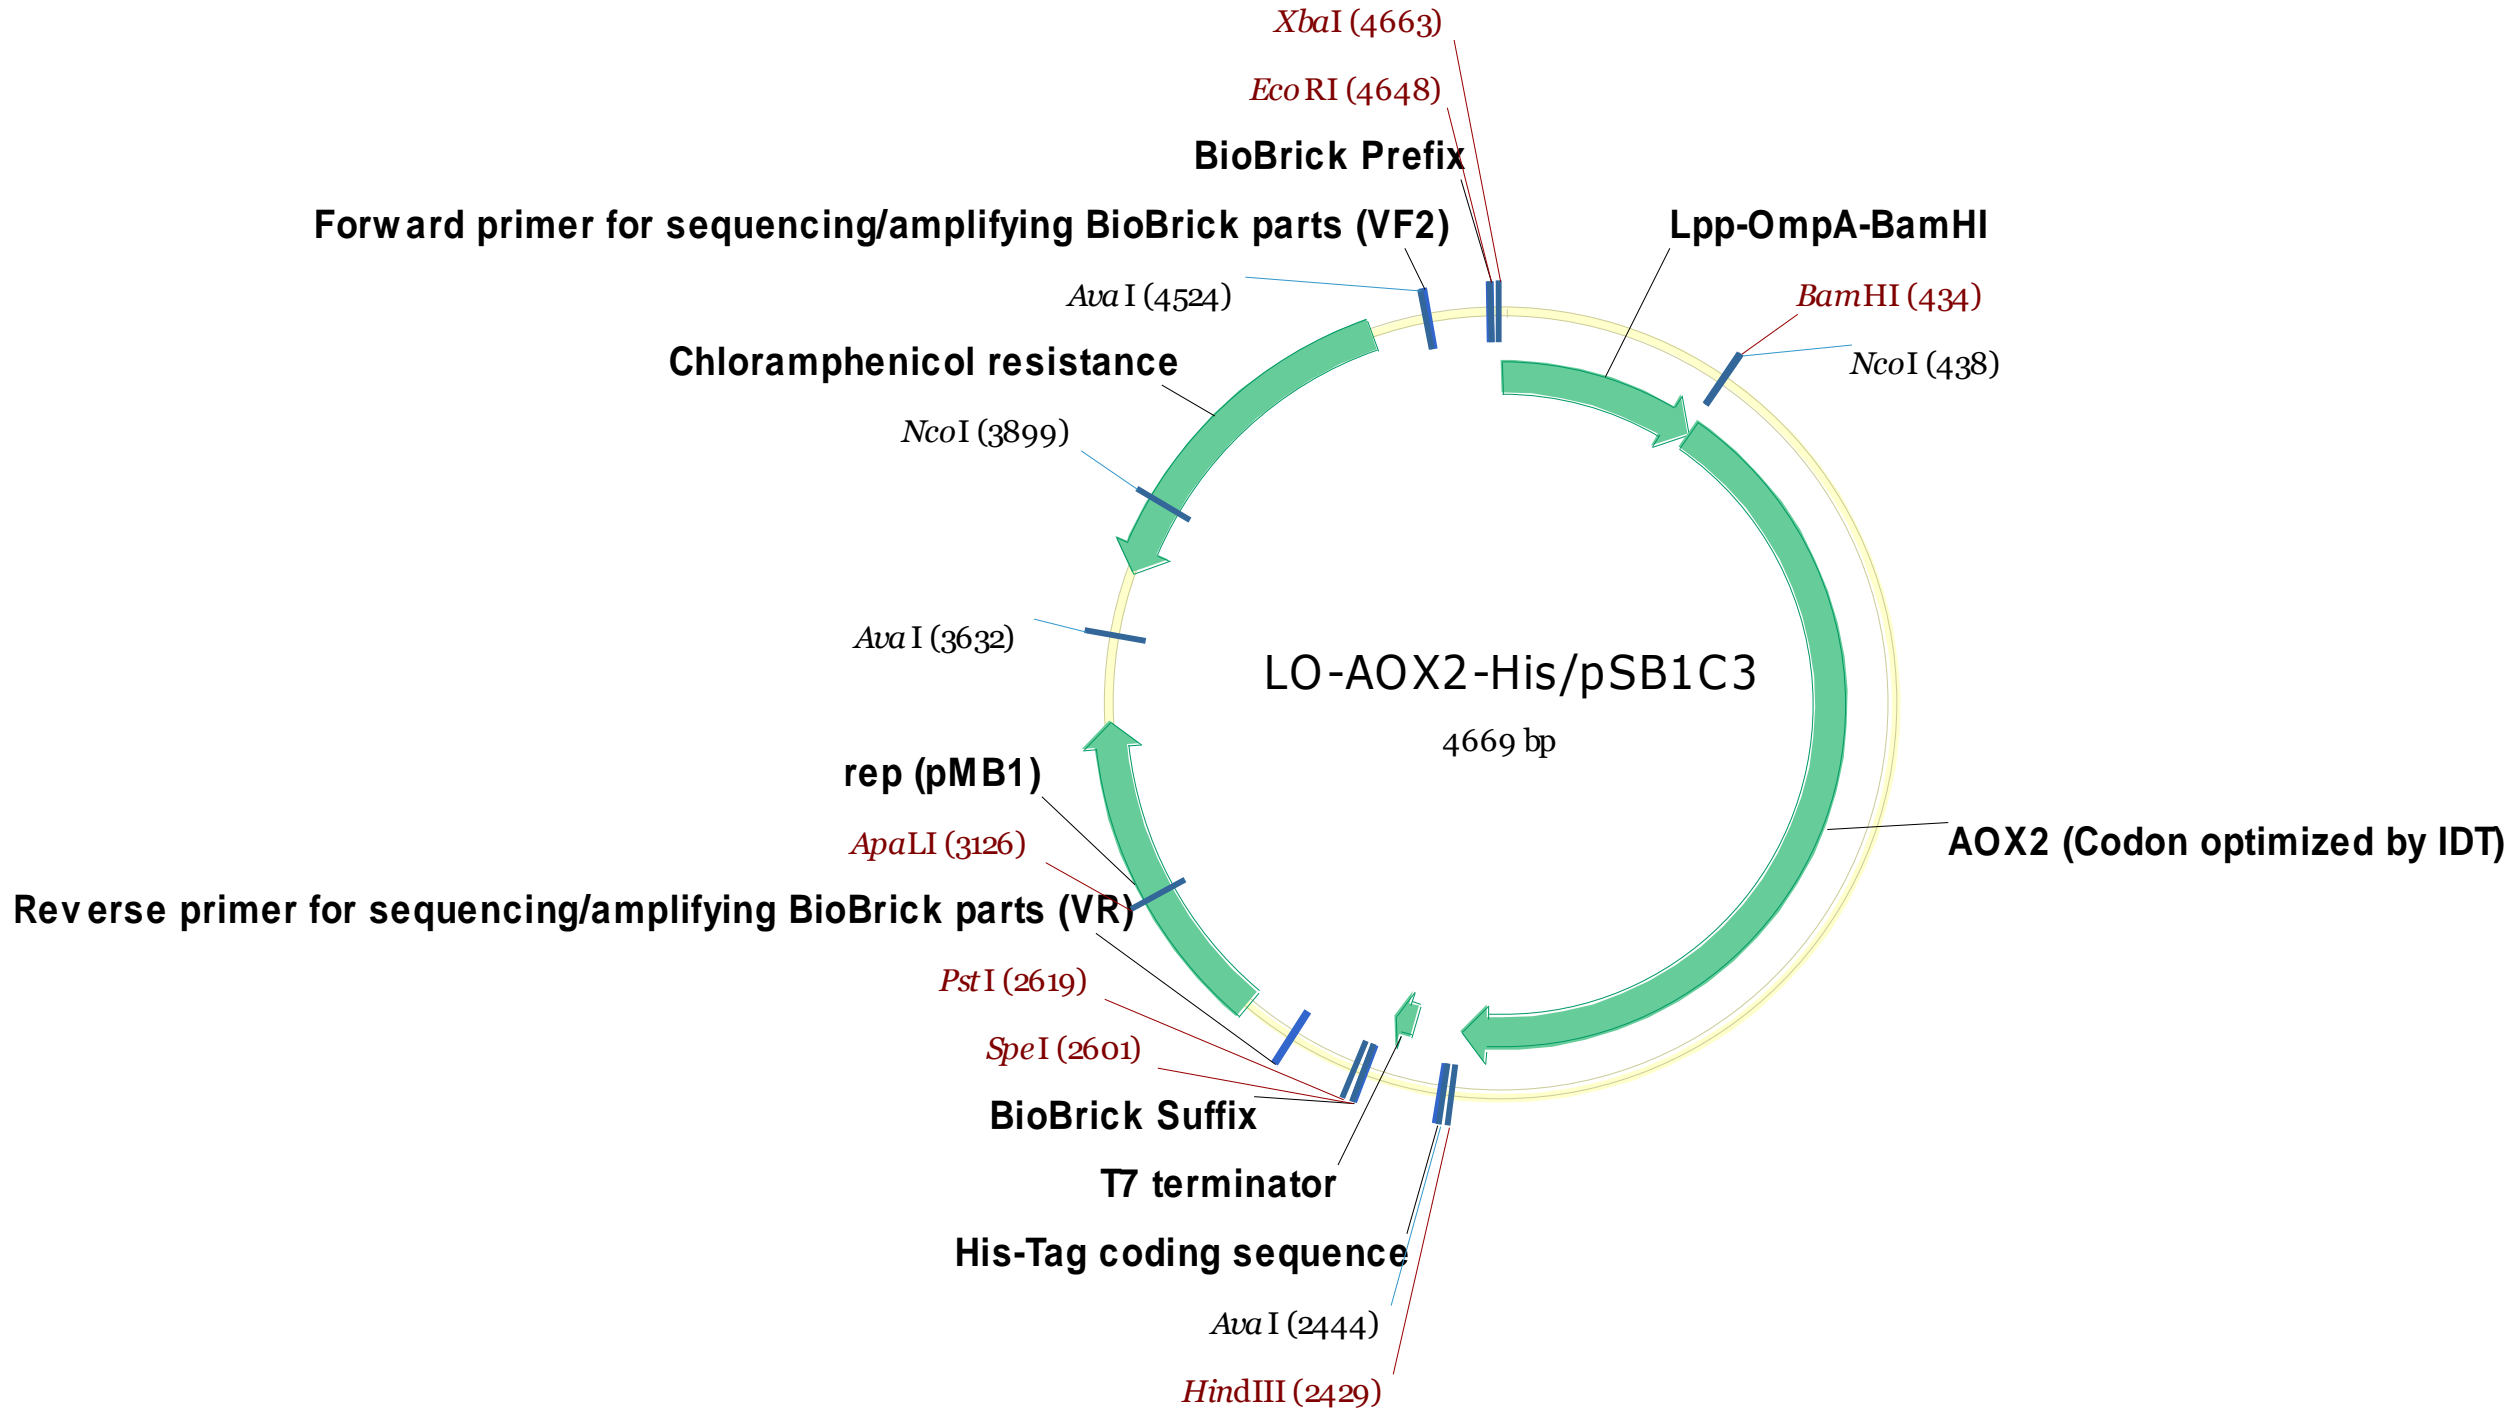 XbaI (4663)
EcoRI (4648)
BioBrick Prefix
Forward primer for sequencing/amplifying BioBrick parts (VF2)
Lpp-OmpA-BamHI
AvaI (4524)
BamHI (434)
Chloramphenicol resistance
NcoI (438)
NcoI (3899)
AvaI (3632)
LO-AOX2-His/pSB1C3
4669 bp
rep (pMB1)
ApaLI (3126)
AOX2 (Codon optimized by IDT)
Reverse primer for sequencing/amplifying BioBrick parts (VR)
PstI (2619)
SpeI (2601)
BioBrick Suffix
T7 terminator
His-Tag coding sequence
AvaI (2444)
HindIII (2429)